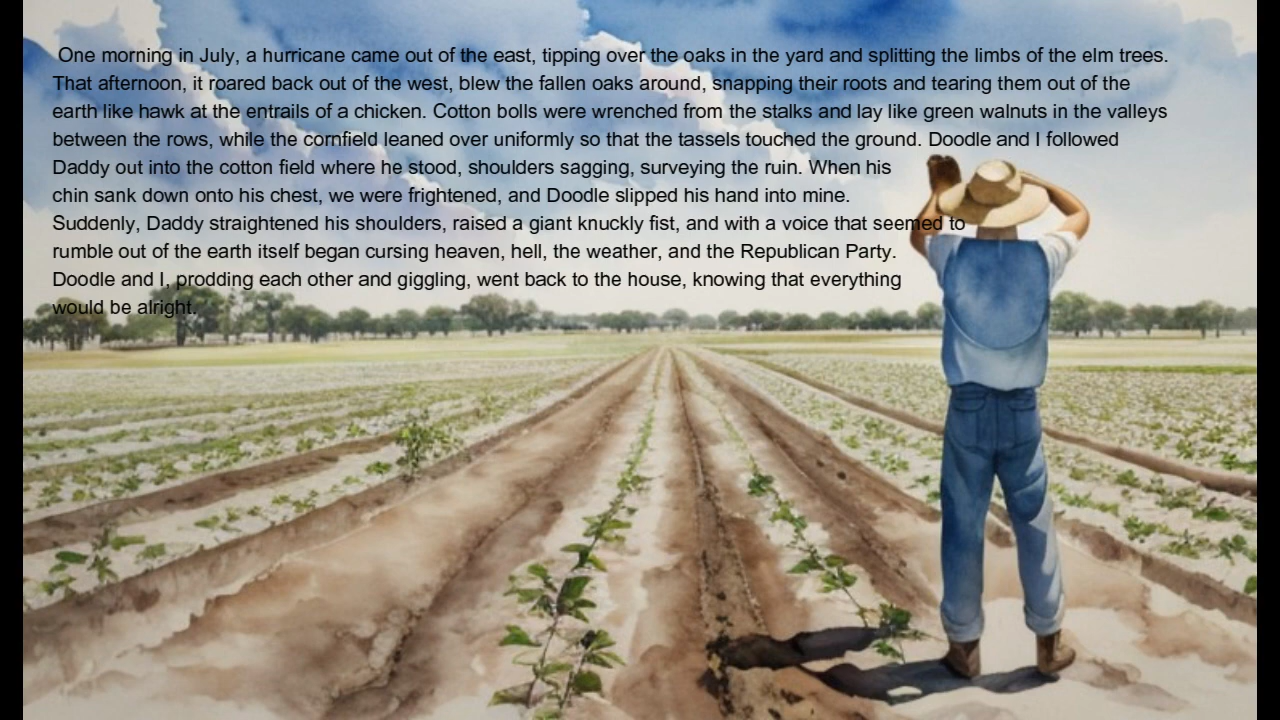 One morning in July, a hurricane came out of the east, tipping over the oaks in the yard and splitting the limbs of the elm trees.
That afternoon, it roared back out of the west, blew the fallen oaks around, snapping their roots and tearing them out of the
earth like hawk at the entrails of a chicken. Cotton bolls were wrenched from the stalks and lay like green walnuts in the valleys
between the rows, while the cornfield leaned over uniformly so that the tassels touched the ground. Doodle and I followed
Daddy out into the cotton field where he stood, shoulders sagging, surveying the ruin. When his
chin sank down onto his chest, we were frightened, and Doodle slipped his hand into mine.
Suddenly, Daddy straightened his shoulders, raised a giant knuckly fist, and with a voice that seemed to
rumble out of the earth itself began cursing heaven, hell, the weather, and the Republican Party.
Doodle and I, prodding each other and giggling, went back to the house, knowing that everything
would be alright.